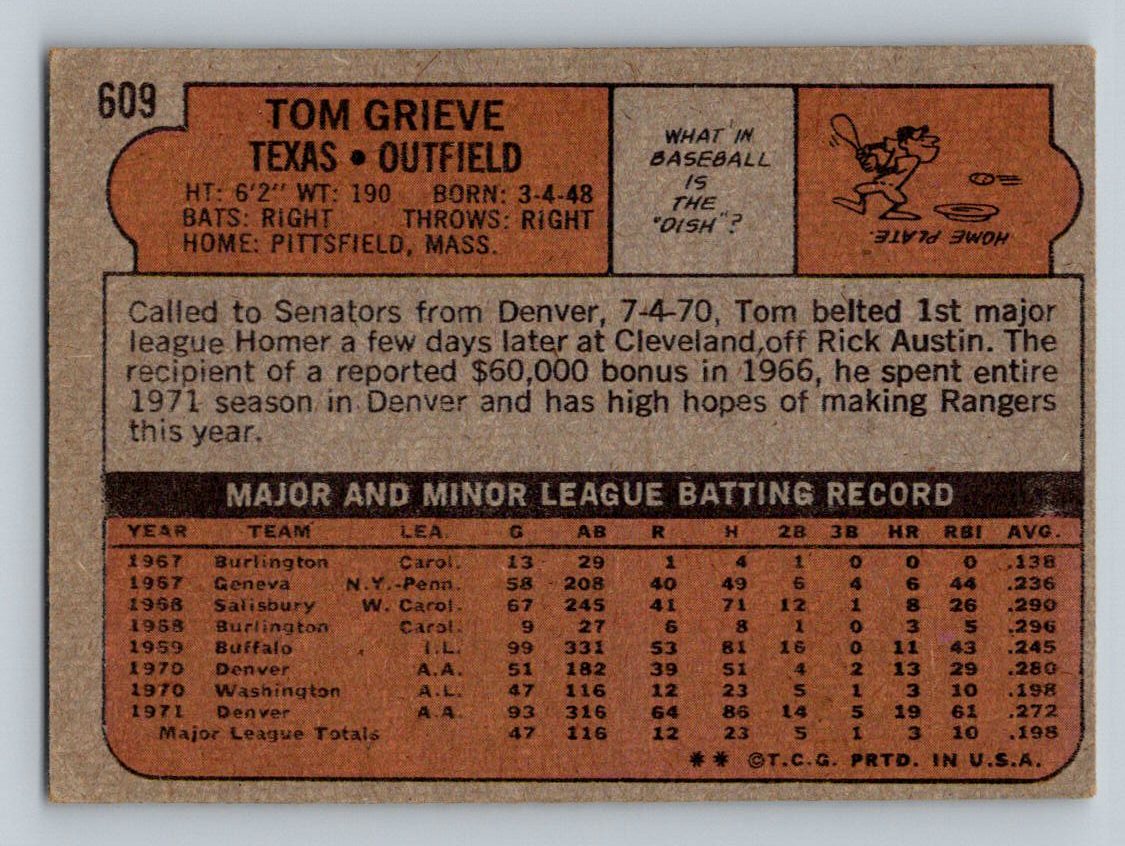 609
TOM GRIEVE
TEXAS • OUTFIELD
HT: 6'2" WT: 190 BORN: 3-4-48
BATS: RIGHT THROWS: RIGHT
HOME: PITTSFIELD, MASS.
WHAT IN
BASEBALL
IS
THE
"DISH"?
HOME PLATE.
Called to Senators from Denver, 7-4-70, Tom belted 1st major
league Homer a few days later at Cleveland,off Rick Austin. The
recipient of a reported $60,000 bonus in 1966, he spent entire
1971 season in Denver and has high hopes of making Rangers
this year.
MAJOR AND MINOR LEAGUE BATTING RECORD
YEAR TEAM LEA. G AB R H 2B 3B HR RBI AVG.
1967 Burlington Carol. 13 29 1 4 1 0 0 0 .138
1967 Geneva N.Y.-Penn. 58 208 40 49 6 4 6 44 .236
1968 Salisbury W. Carol. 67 245 41 71 12 1 8 26 .290
1968 Burlington Carol. 9 27 6 8 1 0 3 5 .296
1969 Buffalo I.L. 99 331 53 81 16 0 11 43 .245
1970 Denver A.A. 51 182 39 51 4 2 13 29 .280
1970 Washington A.L. 47 116 12 23 5 1 3 10 .198
1971 Denver A.A. 93 316 64 86 14 5 19 61 .272
Major League Totals 47 116 12 23 5 1 3 10 .198
** ©T.C.G. PRTD. IN U.S.A.